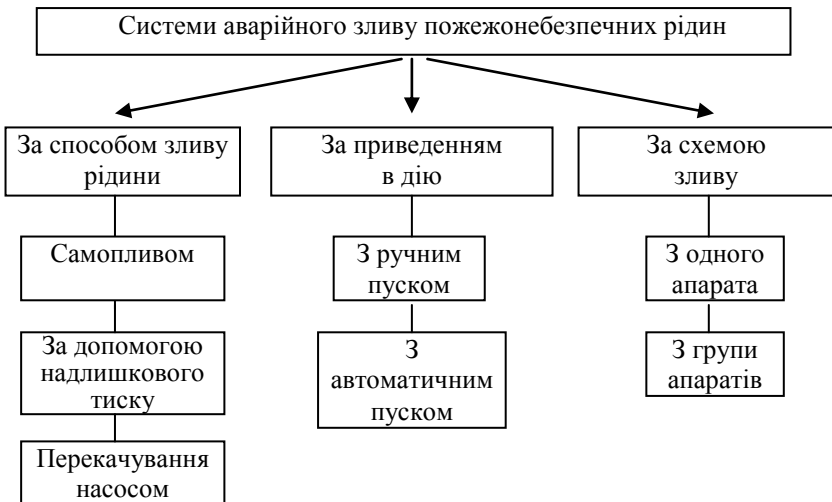 Системи аварійного зливу пожежонебезпечних рідин
За способом зливу
рідини
За приведенням
в дію
За схемою
зливу
Самопливом
З ручним
пуском
З одного
апарата
За допомогою
надлишкового
тиску
З
автоматичним
пуском
З групи
апаратів
Перекачування
насосом